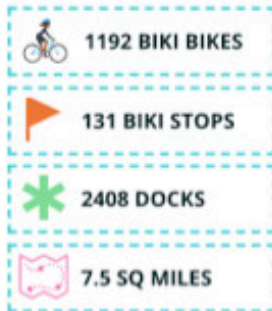 1192 BIKI BIKES
131 BIKI STOPS
2408 DOCKS
7.5 SQ MILES